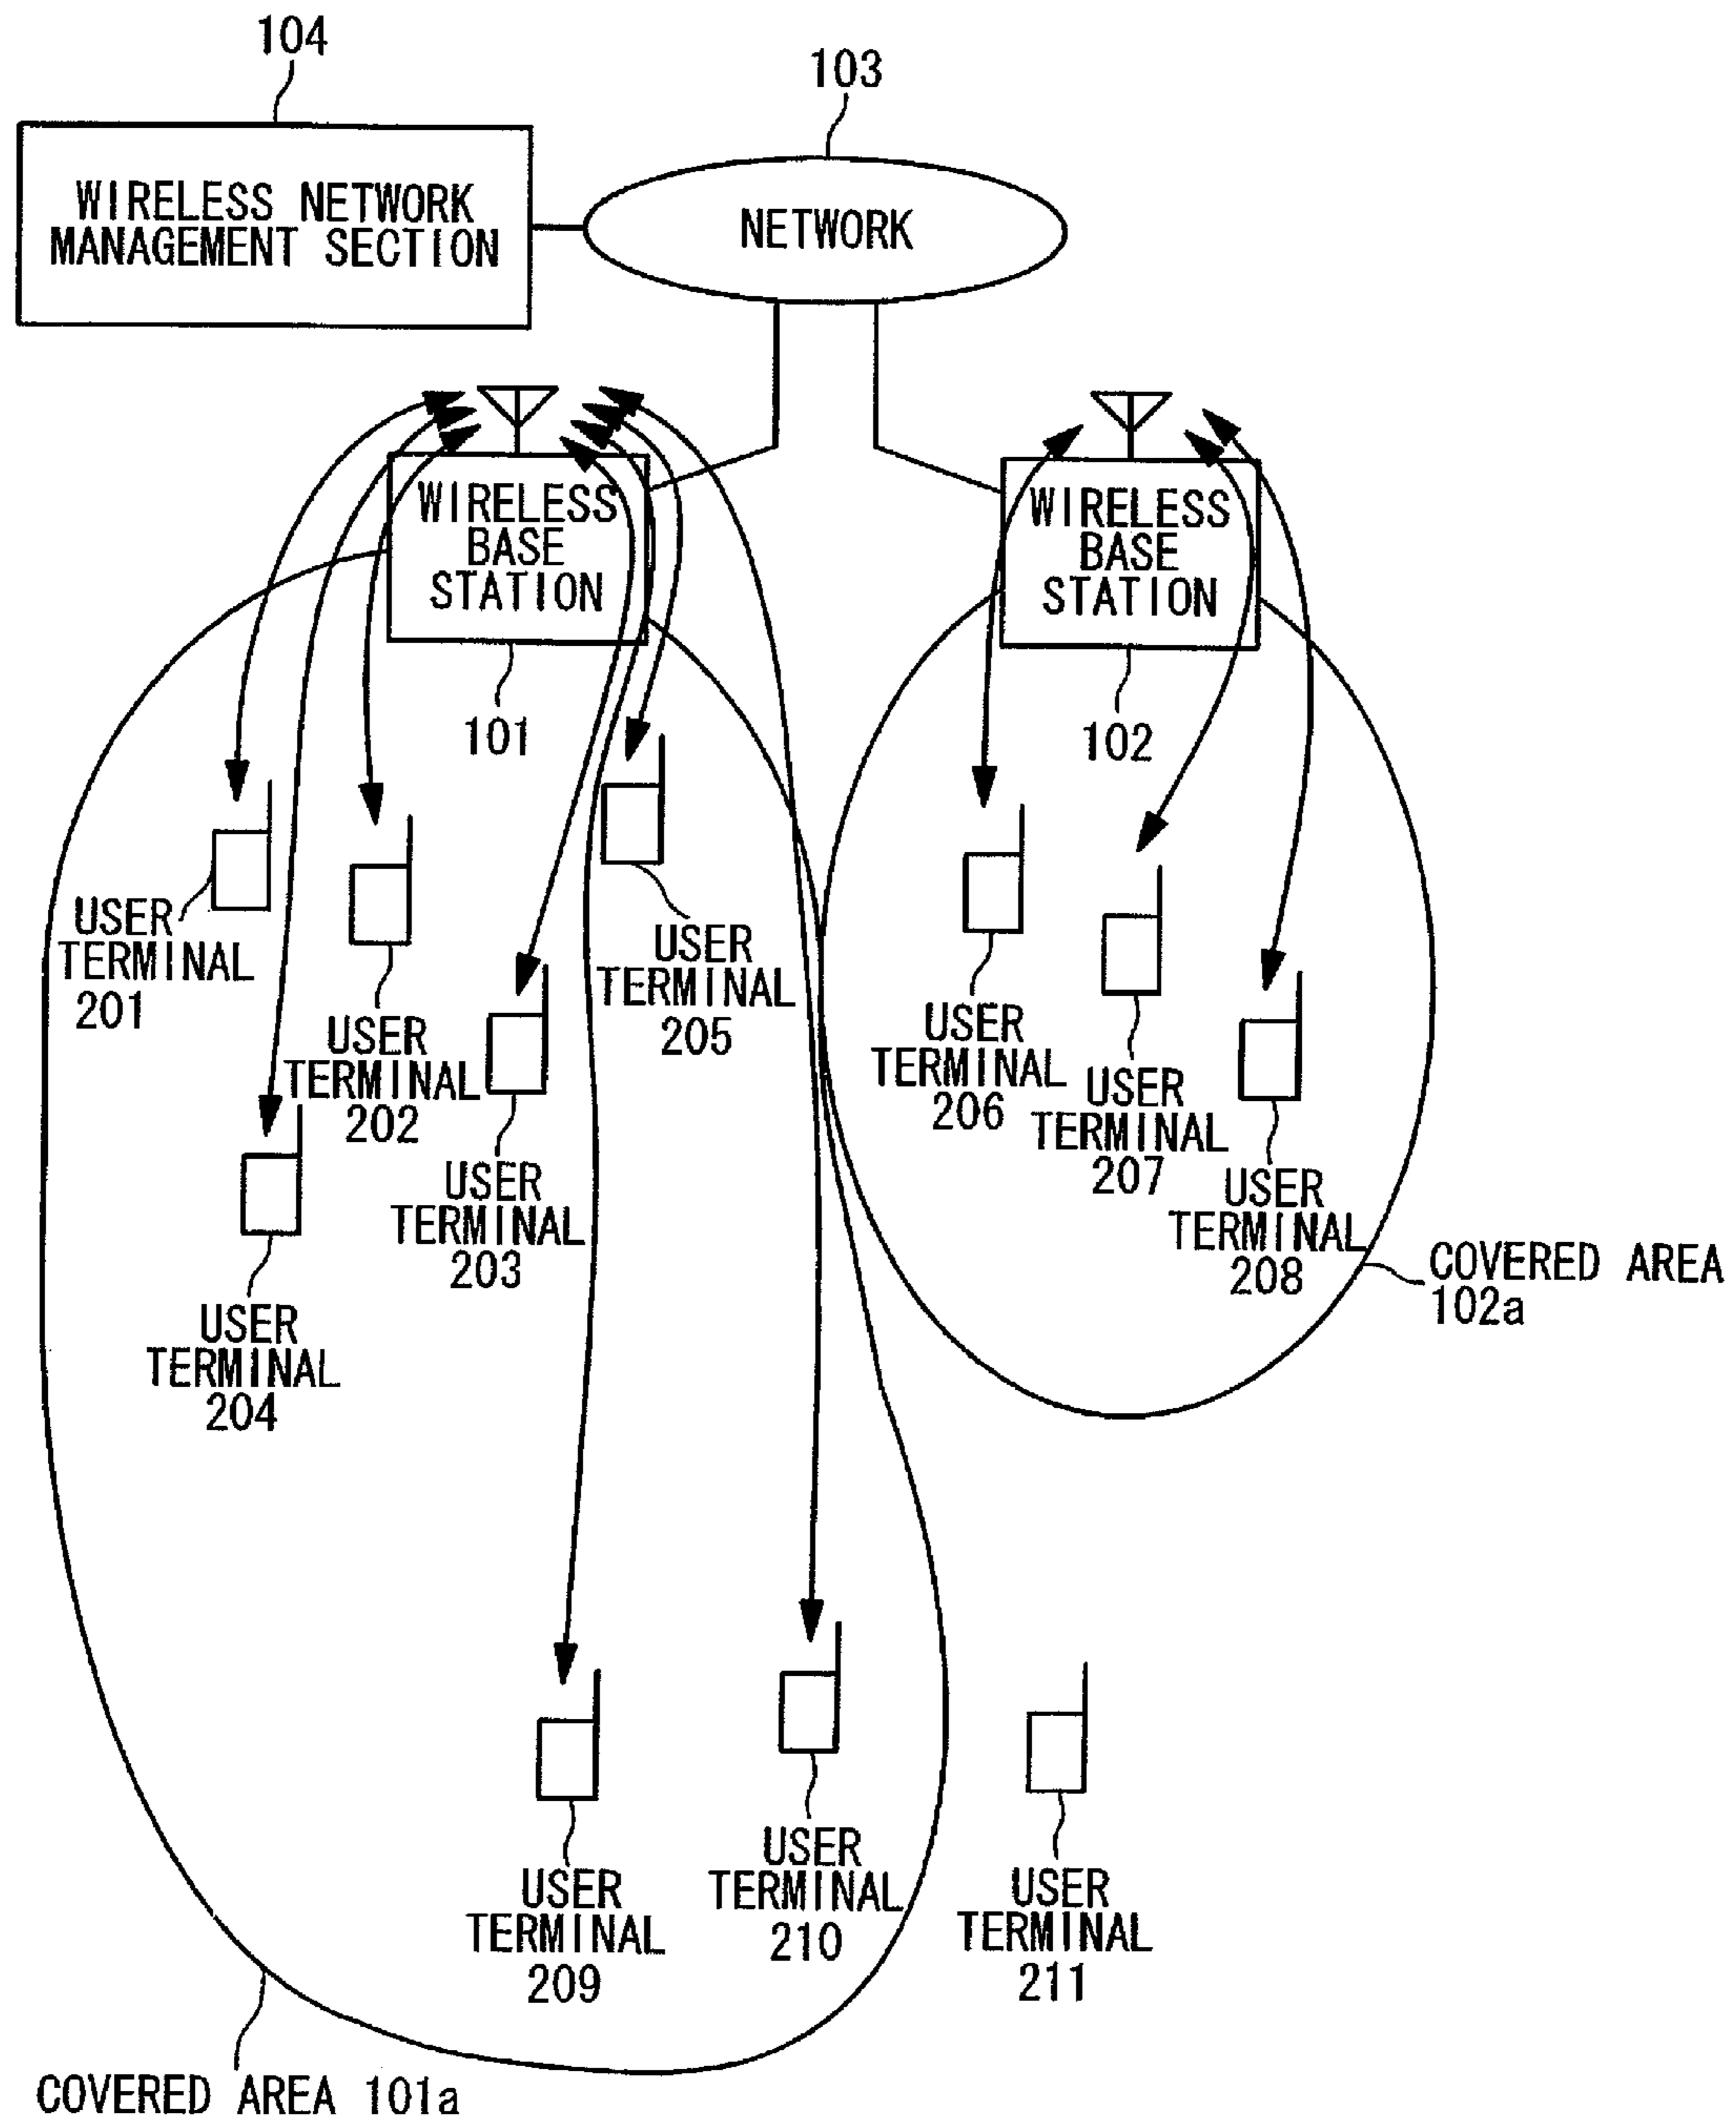 104
103
WIRELESS NETWORK
MANAGEMENT SECTION
NETWORK
WIRELESS
BASE
STATION
101
WIRELESS
BASE
STATION
102
USER
TERMINAL
201
USER
TERMINAL
202
USER
TERMINAL
203
USER
TERMINAL
204
USER
TERMINAL
205
USER
TERMINAL
206
USER
TERMINAL
207
USER
TERMINAL
208
COVERED AREA
102a
USER
TERMINAL
209
USER
TERMINAL
210
USER
TERMINAL
211
COVERED AREA 101a